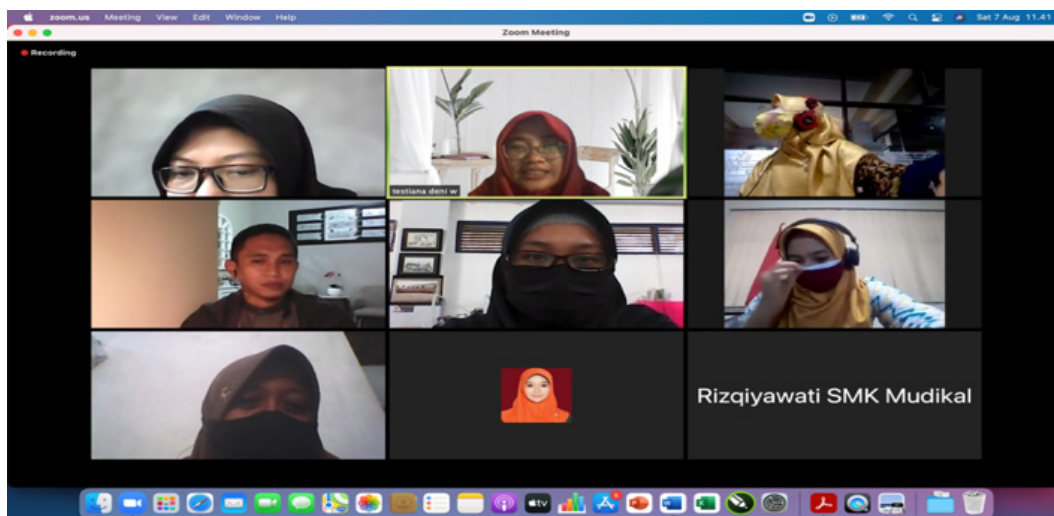 zoom.us Meeting View Edit Window Help Sat 7 Aug 11.41
Zoom Meeting
Recording
testiana deni w
Rizqiyawati SMK Mudikal
tv